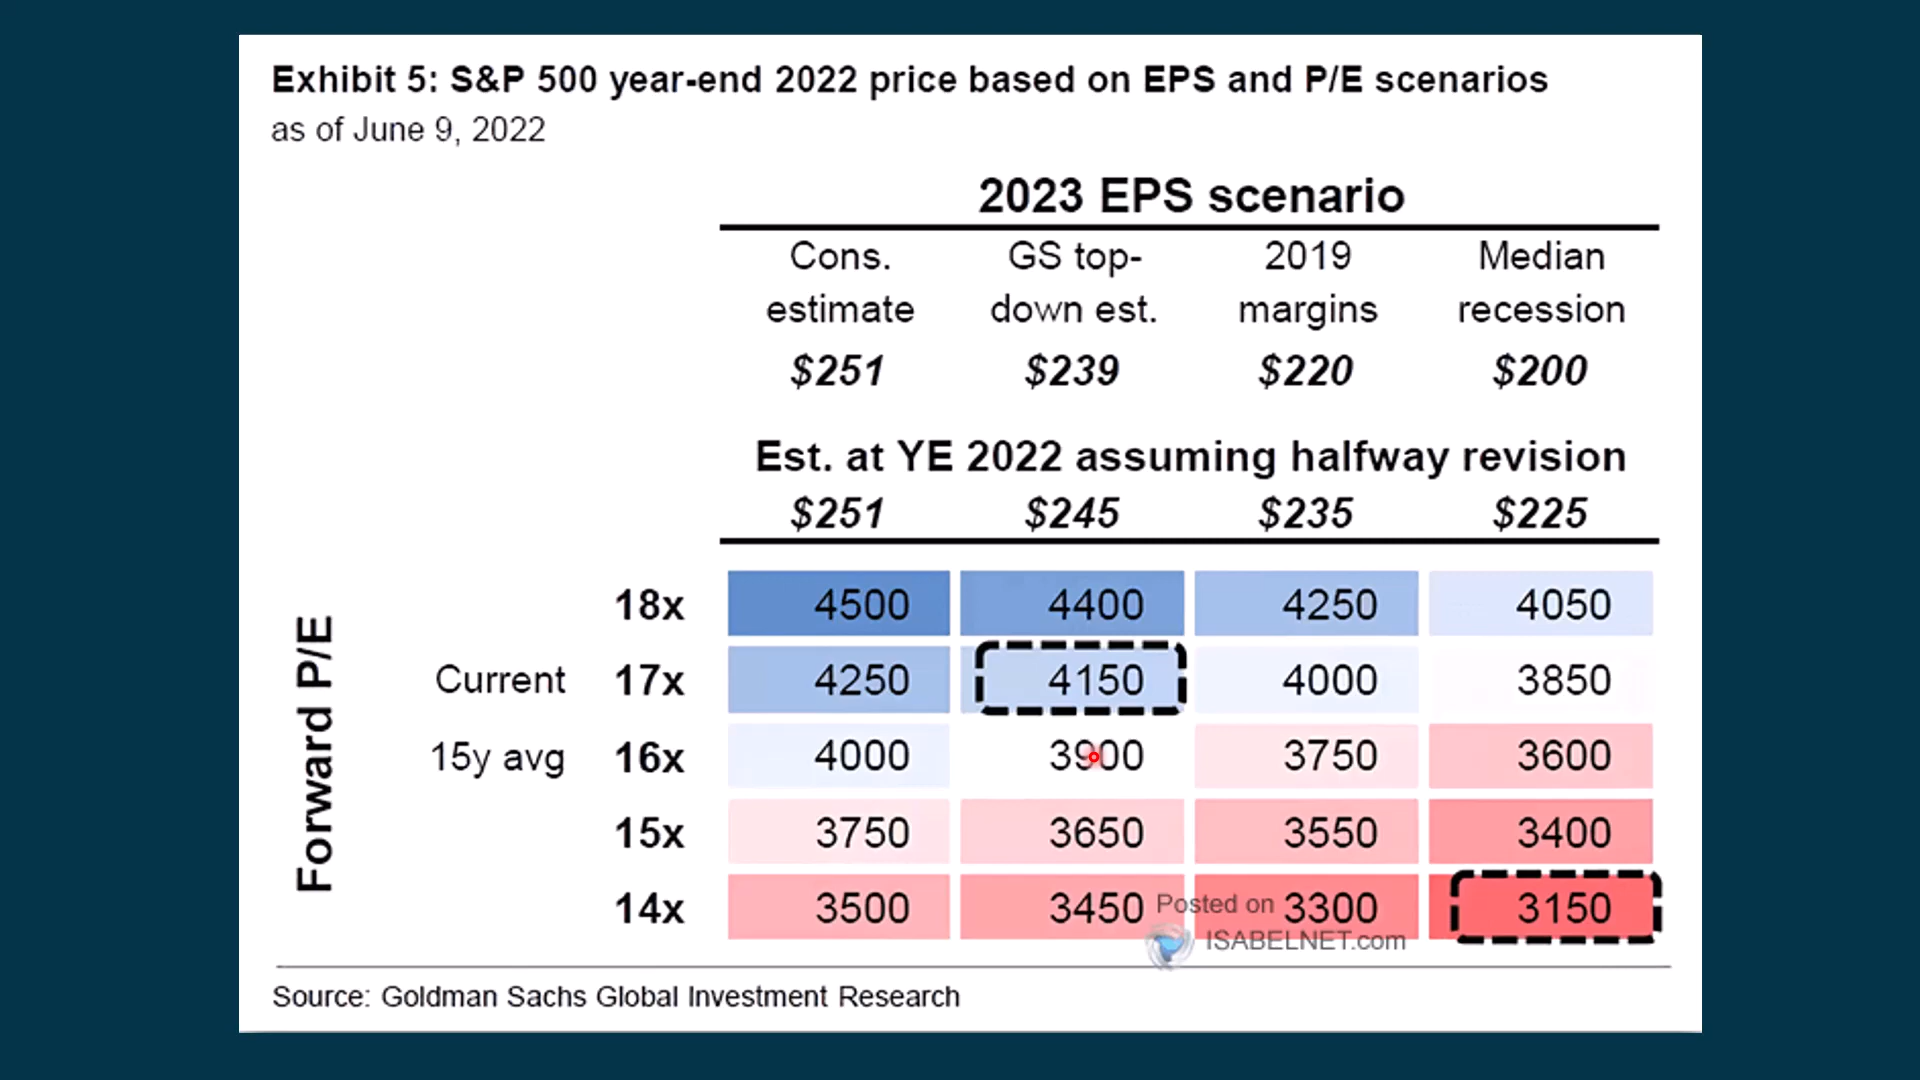 Exhibit 5: S&P 500 year-end 2022 price based on EPS and P/E scenarios
as of June 9, 2022
2023 EPS scenario
Cons. estimate GS top-down est. 2019 margins Median recession
$251 $239 $220 $200
Est. at YE 2022 assuming halfway revision
$251 $245 $235 $225
Forward P/E
18x 4500 4400 4250 4050
Current 17x 4250 4150 4000 3850
15y avg 16x 4000 3900 3750 3600
15x 3750 3650 3550 3400
14x 3500 3450 3300 3150
Posted on
ISABELNET.com
Source: Goldman Sachs Global Investment Research